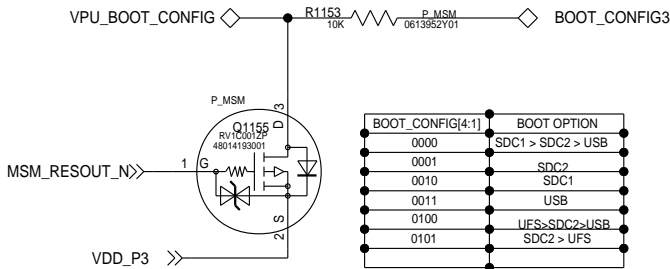 VPU_BOOT_CONFIG
R1153
10K
P_MSM
0613952Y01
BOOT_CONFIG3
P_MSM
3
D
Q1155
RV1C001ZP
48014193001
MSM_RESOUT_N
1
G
S
2
VDD_P3
BOOT_CONFIG[4:1] BOOT OPTION
0000 SDC1 > SDC2 > USB
0001 SDC2
0010 SDC1
0011 USB
0100 UFS>SDC2>USB
0101 SDC2 > UFS